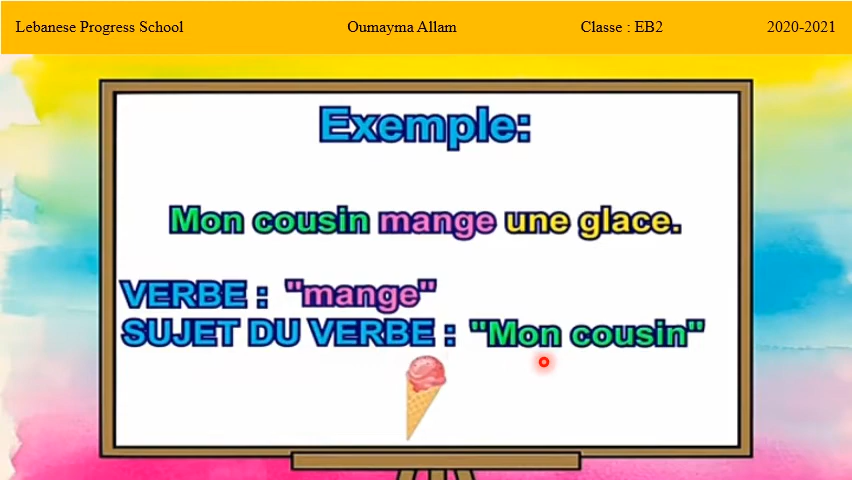 Lebanese Progress School Oumayma Allam Classe : EB2 2020-2021
Exemple:
Mon cousin mange une glace.
VERBE : "mange"
SUJET DU VERBE : "Mon cousin"